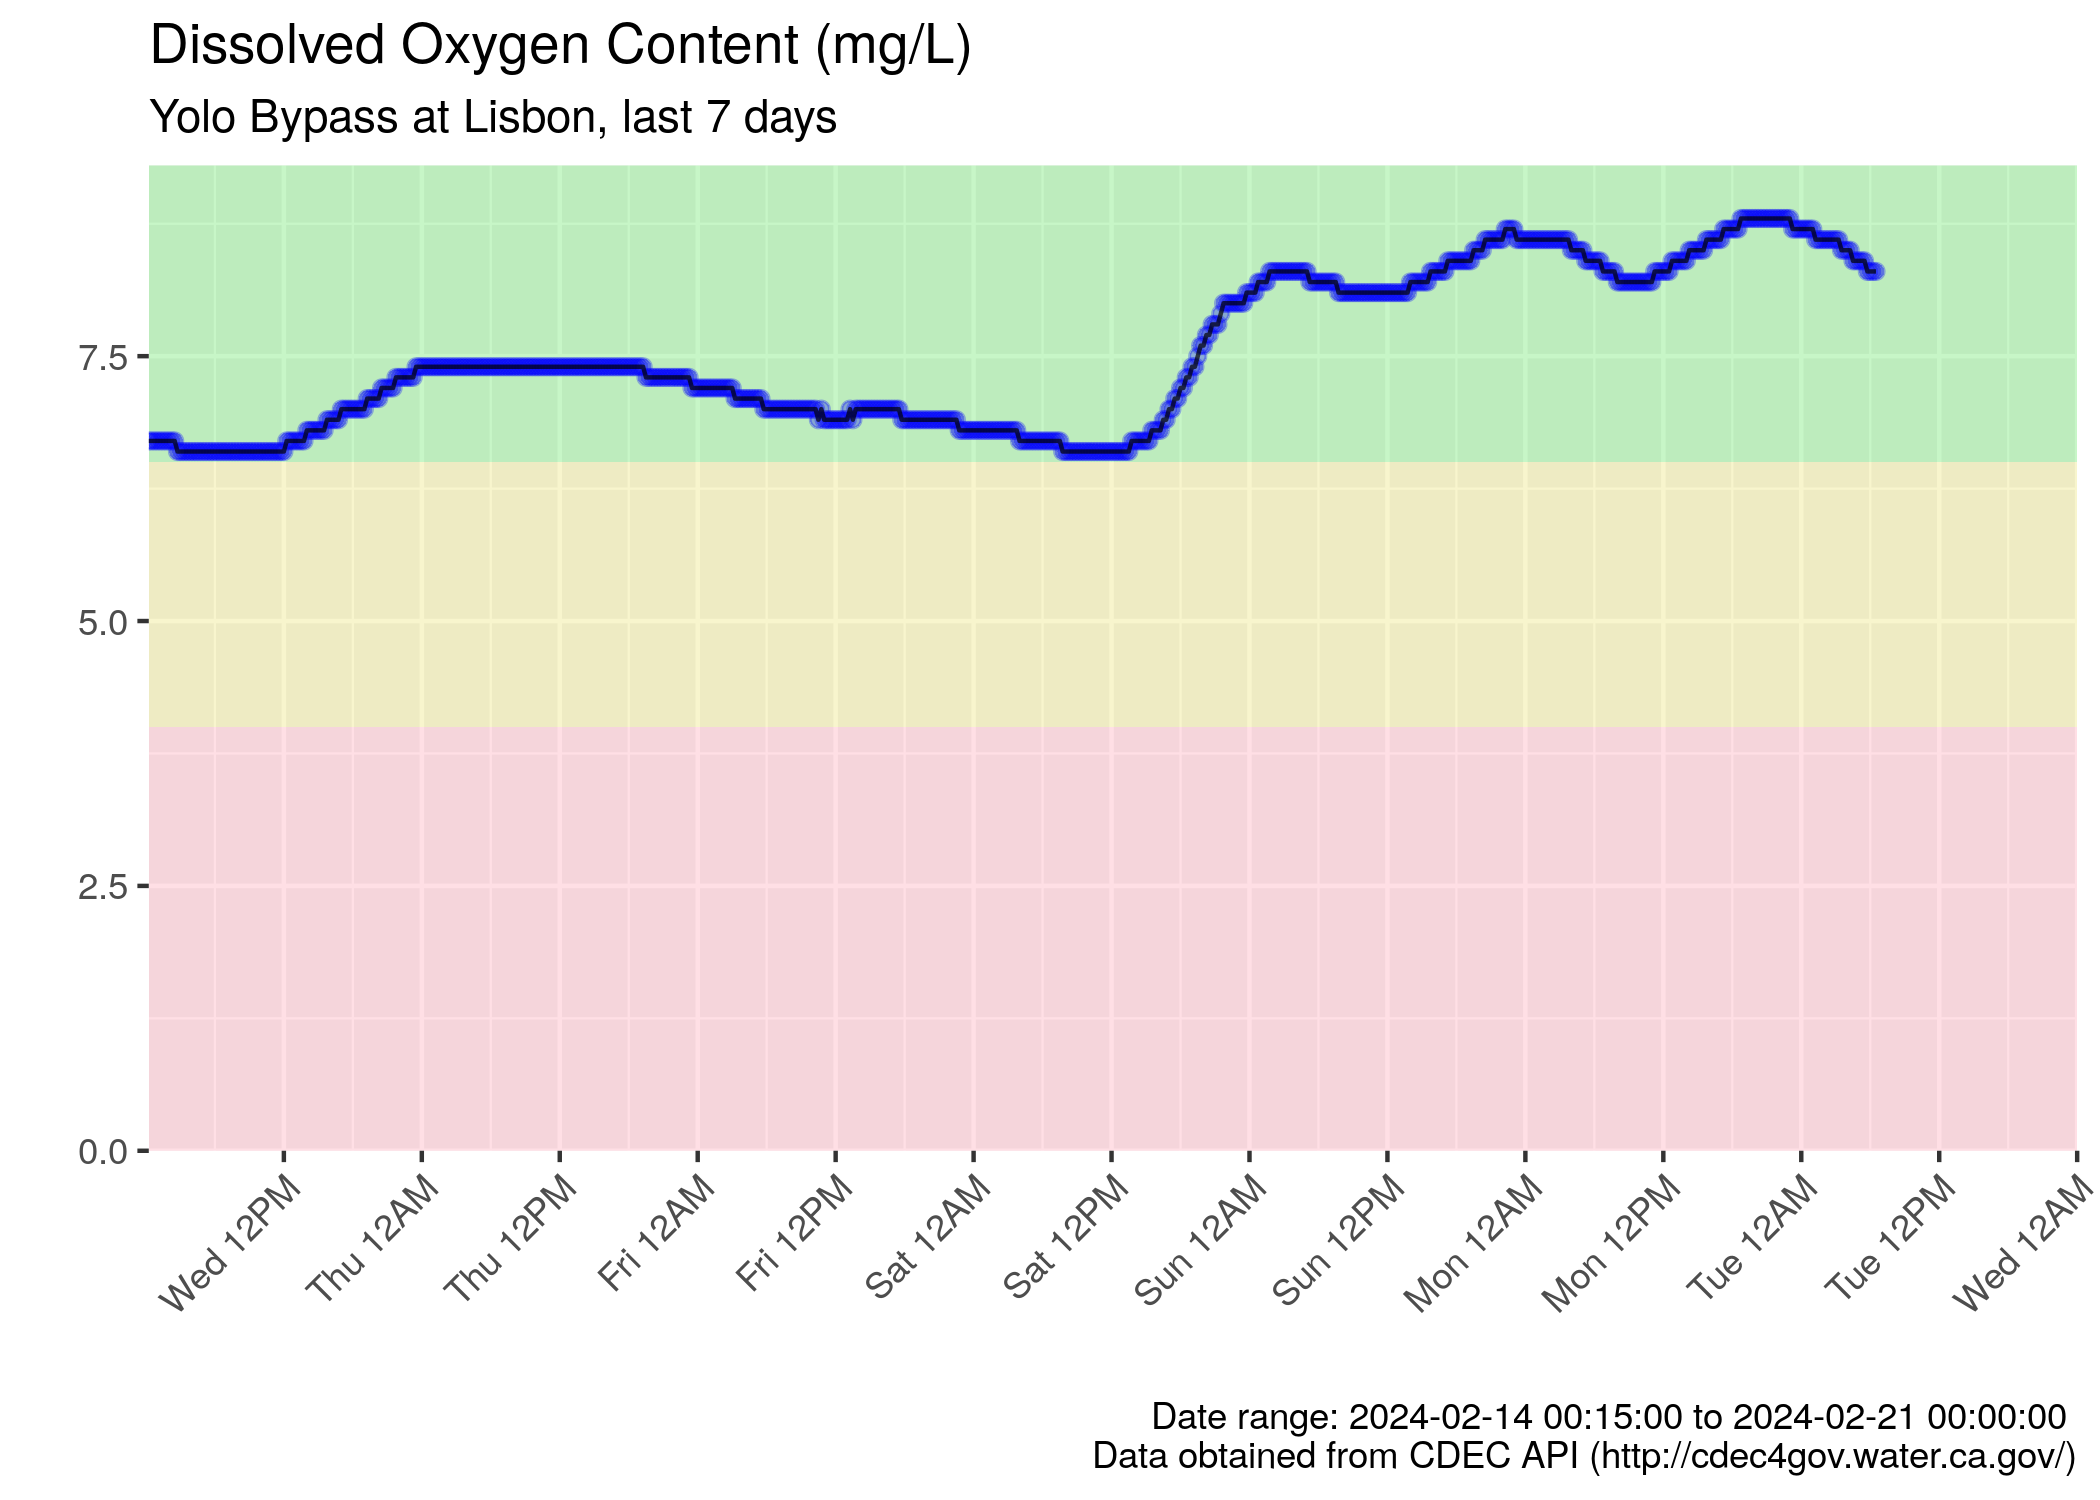 Dissolved Oxygen Content (mg/L)
Yolo Bypass at Lisbon, last 7 days
7.5
5.0
2.5
0.0
Wed 12PM
Thu 12AM
Thu 12PM
Fri 12AM
Fri 12PM
Sat 12AM
Sat 12PM
Sun 12AM
Sun 12PM
Mon 12AM
Mon 12PM
Tue 12AM
Tue 12PM
Wed 12AM
Date range: 2024-02-14 00:15:00 to 2024-02-21 00:00:00
Data obtained from CDEC API (http://cdec4gov.water.ca.gov/)